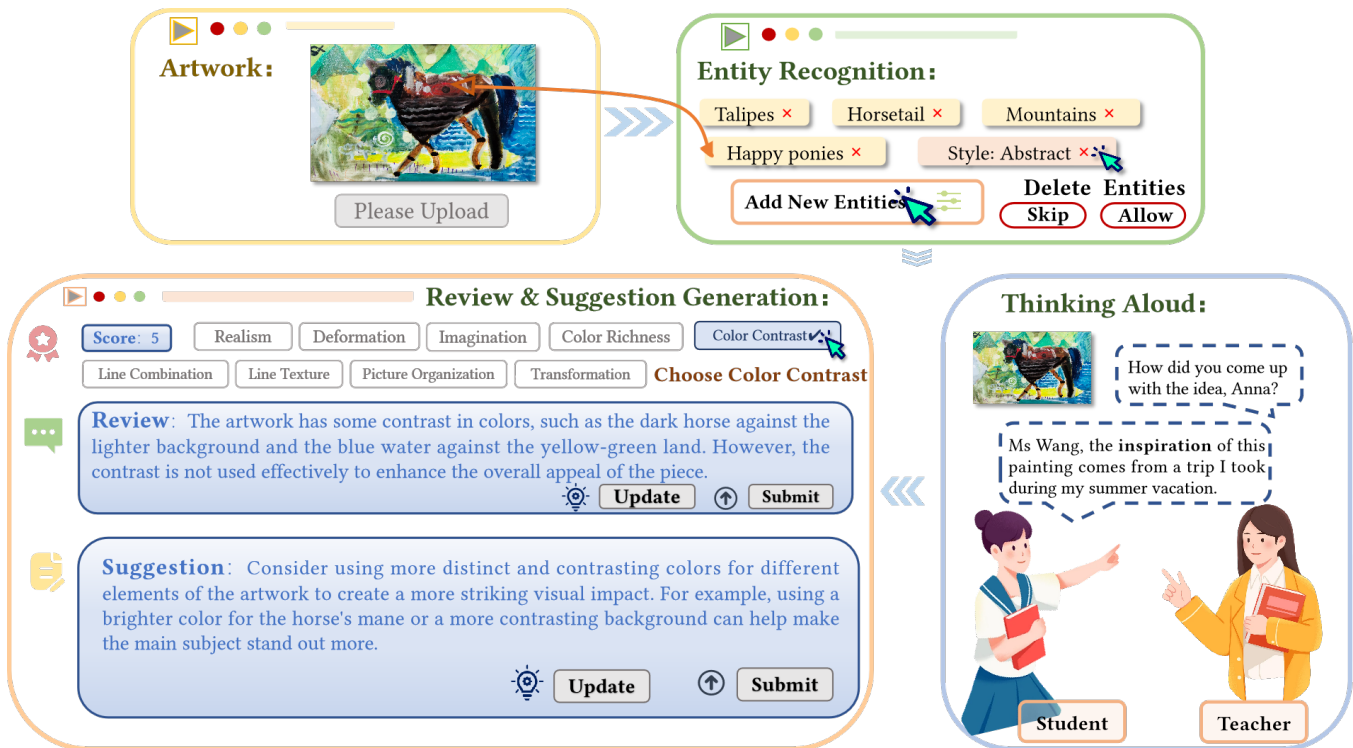 Artwork:
Please Upload
Entity Recognition:
Talipes ×
Horsetail ×
Mountains ×
Happy ponies ×
Style: Abstract ×
Add New Entities
Delete Entities
Skip
Allow
Review & Suggestion Generation:
Score: 5
Realism
Deformation
Imagination
Color Richness
Color Contrast✓
Line Combination
Line Texture
Picture Organization
Transformation
Choose Color Contrast
Review: The artwork has some contrast in colors, such as the dark horse against the
lighter background and the blue water against the yellow-green land. However, the
contrast is not used effectively to enhance the overall appeal of the piece.
Update
Submit
Suggestion: Consider using more distinct and contrasting colors for different
elements of the artwork to create a more striking visual impact. For example, using a
brighter color for the horse's mane or a more contrasting background can help make
the main subject stand out more.
Update
Submit
Thinking Aloud:
How did you come up
with the idea, Anna?
Ms Wang, the inspiration of this
painting comes from a trip I took
during my summer vacation.
Student
Teacher